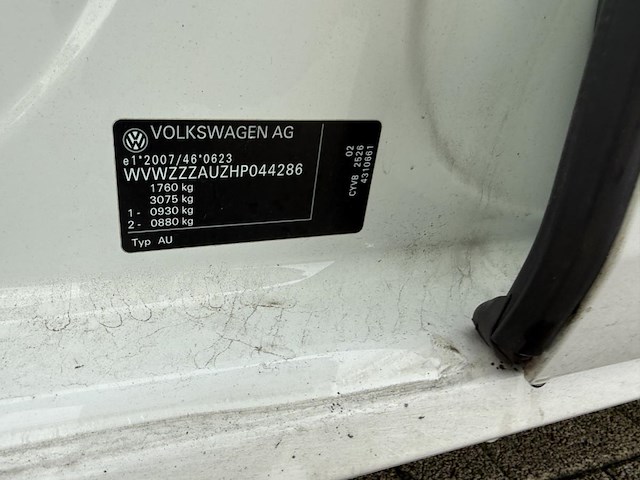 VOLKSWAGEN AG
e1*2007/46*0623
WVWZZZAUZHP044286
1760 kg
3075 kg
1 - 0930 kg
2 - 0880 kg
Typ AU
02
CYVB 2526
4310661